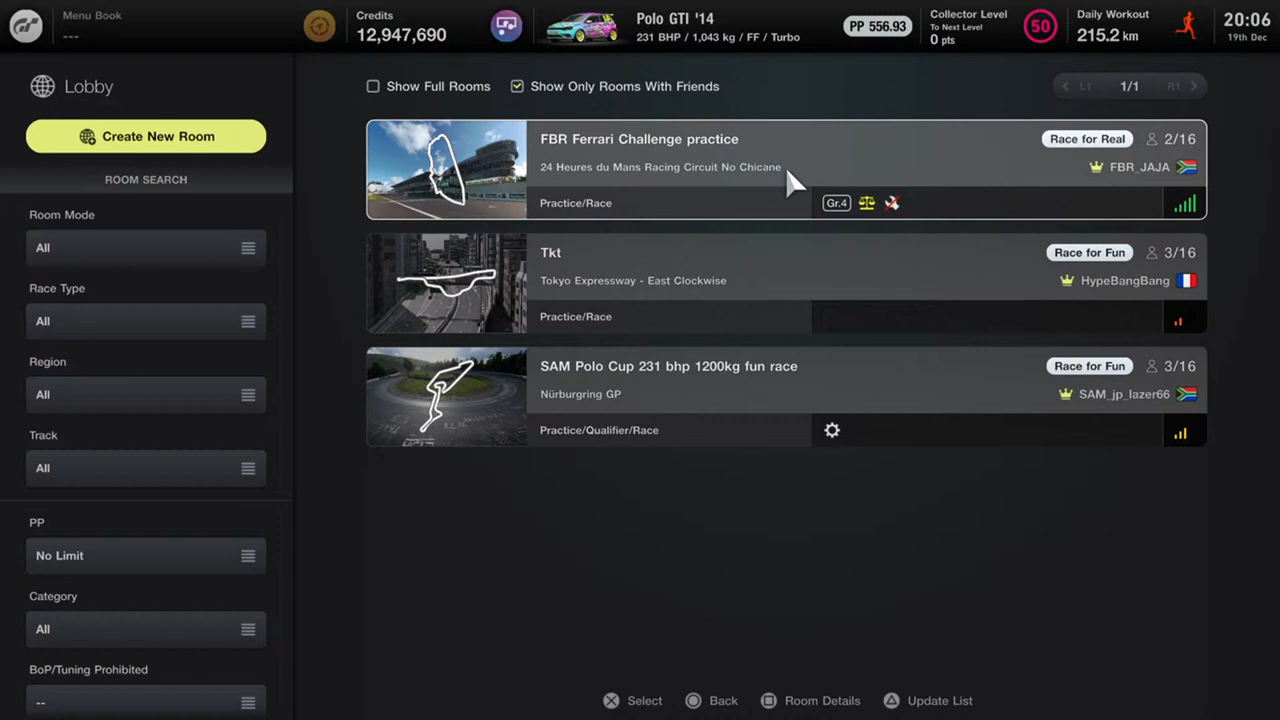 Menu Book
---
Credits
12,947,690
Polo GTI '14
231 BHP / 1,043 kg / FF / Turbo
PP 556.93
Collector Level
To Next Level
0 pts
50
Daily Workout
215.2 km
20:06
19th Dec
Lobby
Create New Room
ROOM SEARCH
Room Mode
All
Race Type
All
Region
All
Track
All
PP
No Limit
Category
All
BoP/Tuning Prohibited
--
Show Full Rooms
Show Only Rooms With Friends
L1
1/1
R1
FBR Ferrari Challenge practice
Race for Real
2/16
24 Heures du Mans Racing Circuit No Chicane
FBR_JAJA
Practice/Race
Gr.4
Tkt
Race for Fun
3/16
Tokyo Expressway - East Clockwise
HypeBangBang
Practice/Race
SAM Polo Cup 231 bhp 1200kg fun race
Race for Fun
3/16
Nürburgring GP
SAM_jp_lazer66
Practice/Qualifier/Race
Select
Back
Room Details
Update List